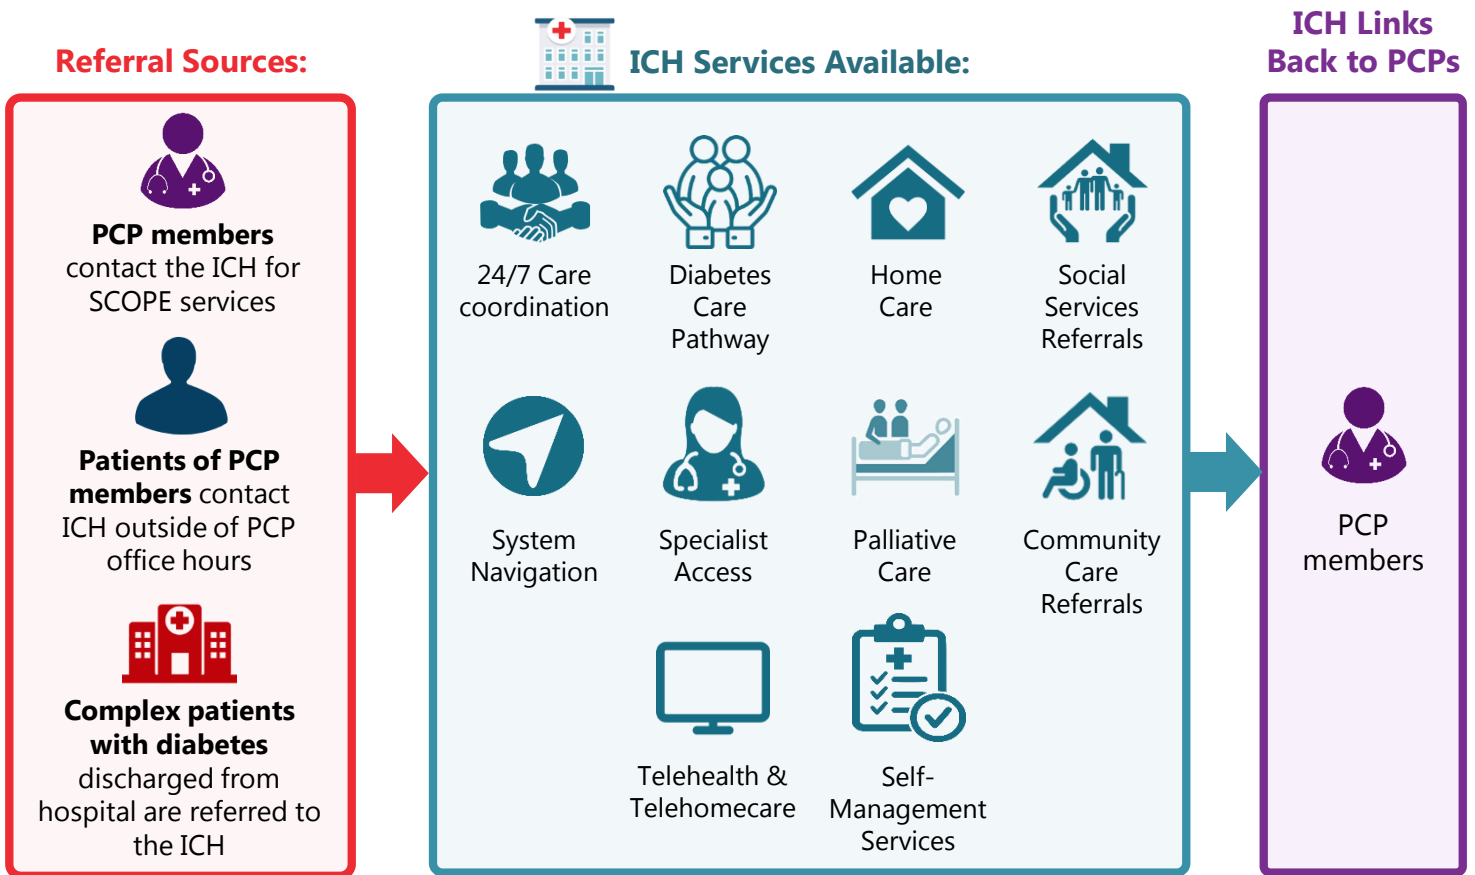 Referral Sources:
PCP members
contact the ICH for
SCOPE services
Patients of PCP
members contact
ICH outside of PCP
office hours
Complex patients
with diabetes
discharged from
hospital are referred to
the ICH
ICH Services Available:
24/7 Care
coordination
Diabetes
Care
Pathway
Home
Care
Social
Services
Referrals
System
Navigation
Specialist
Access
Palliative
Care
Community
Care
Referrals
Telehealth &
Telehomecare
Self-
Management
Services
ICH Links
Back to PCPs
PCP
members